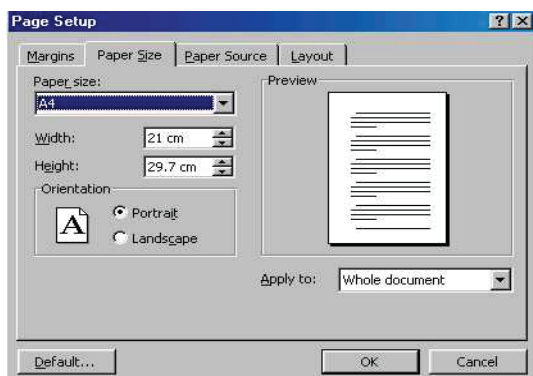 Page Setup
Margins Paper Size Paper Source Layout
Paper size:
A4
Width: 21 cm
Height: 29.7 cm
Orientation
A
Portrait
Landscape
Preview
Apply to: Whole document
Default... OK Cancel